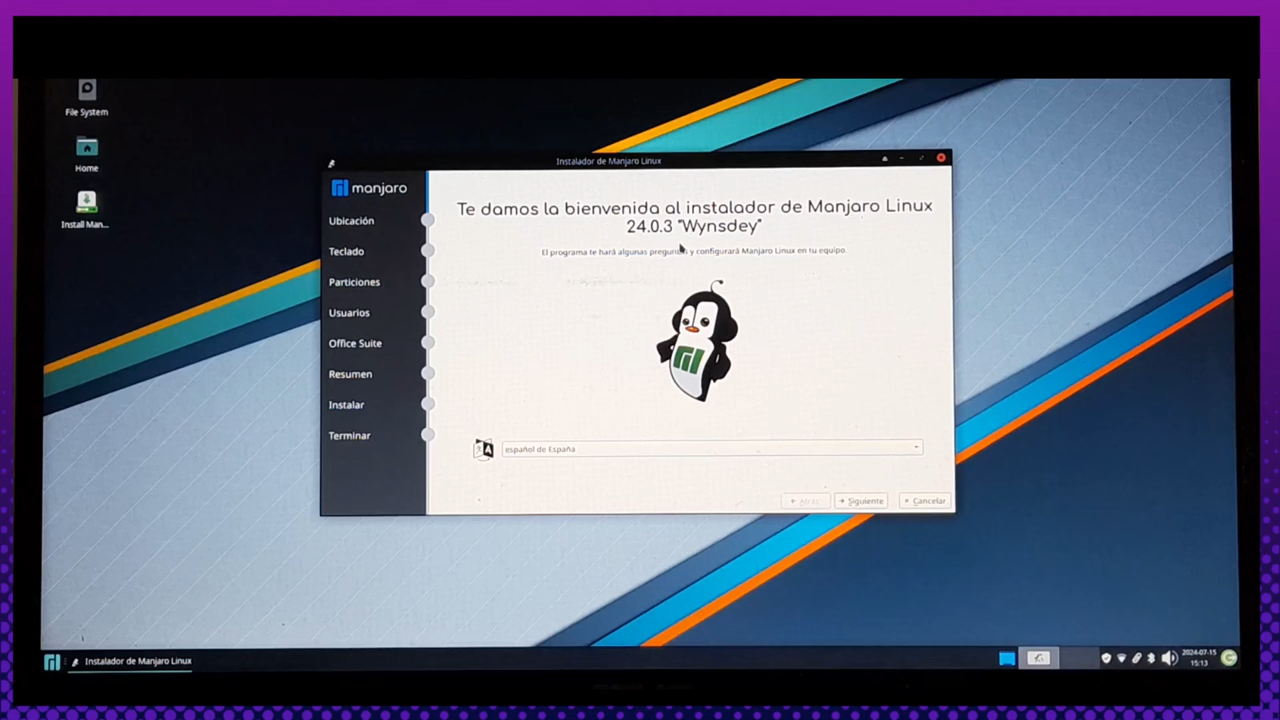 File System
Home
Install Man...
Instalador de Manjaro Linux
manjaro
Ubicación
Teclado
Particiones
Usuarios
Office Suite
Resumen
Instalar
Terminar
Te damos la bienvenida al instalador de Manjaro Linux
24.0.3 "Wynsdey"
El programa te hará algunas preguntas y configurará Manjaro Linux en tu equipo.
A
español de España
Atrás
Siguiente
Cancelar
Instalador de Manjaro Linux
2024-07-15
15:13